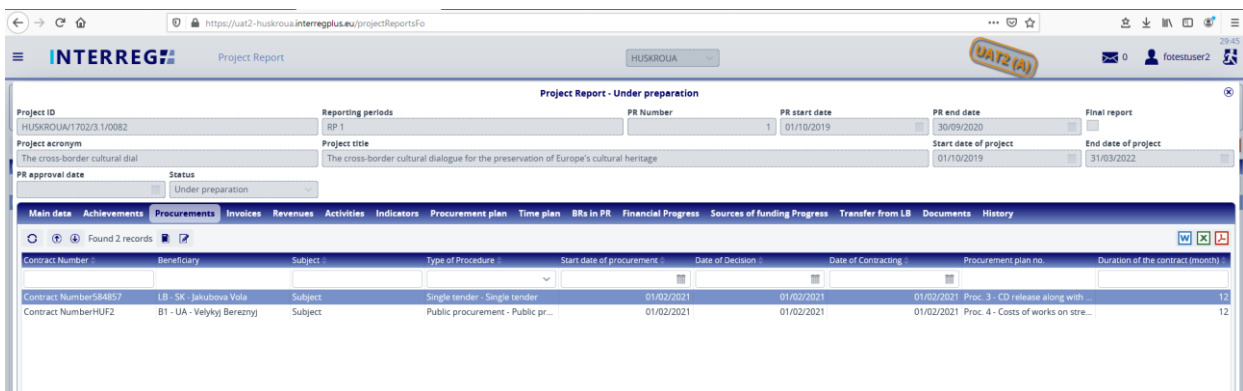 https://uat2-huskroua.interregplus.eu/projectReportsFo
29:45
INTERREG Project Report HUSKROUA UAT2 (A) 0 fotestuser2
Project Report - Under preparation
Project ID Reporting periods PR Number PR start date PR end date Final report
HUSKROUA/1702/3.1/0082 RP 1 1 01/10/2019 30/09/2020
Project acronym Project title Start date of project End date of project
The cross-border cultural dial The cross-border cultural dialogue for the preservation of Europe's cultural heritage 01/10/2019 31/03/2022
PR approval date Status
Under preparation
Main data Achievements Procurements Invoices Revenues Activities Indicators Procurement plan Time plan BRs in PR Financial Progress Sources of funding Progress Transfer from LB Documents History
Found 2 records
Contract Number Beneficiary Subject Type of Procedure Start date of procurement Date of Decision Date of Contracting Procurement plan no. Duration of the contract (month)
Contract Number584857 LB - SK - Jakubova Vola Subject Single tender - Single tender 01/02/2021 01/02/2021 01/02/2021 Proc. 3 - CD release along with ... 12
Contract NumberHUF2 B1 - UA - Velykyj Bereznyj Subject Public procurement - Public pr... 01/02/2021 01/02/2021 01/02/2021 Proc. 4 - Costs of works on stre... 12